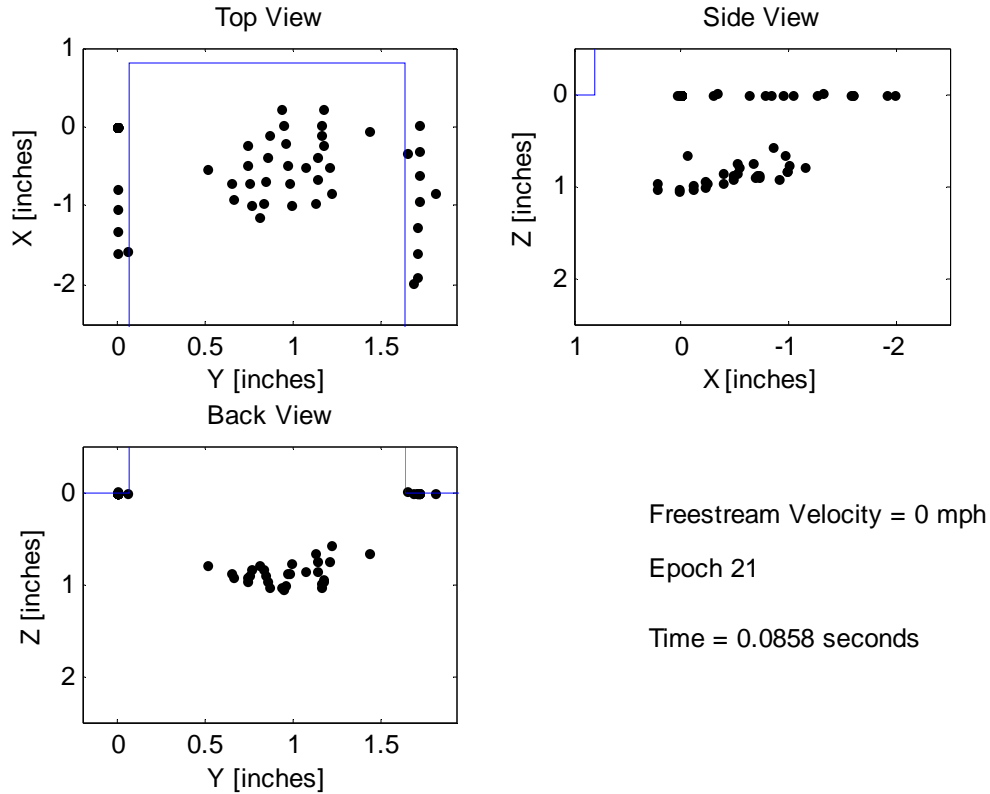 Top View
Side View
1
0
-1
-2
X [inches]
0
0.5
1
1.5
Y [inches]
0
1
2
Z [inches]
1
0
-1
-2
X [inches]
Back View
0
1
2
Z [inches]
0
0.5
1
1.5
Y [inches]
Freestream Velocity = 0 mph
Epoch 21
Time = 0.0858 seconds